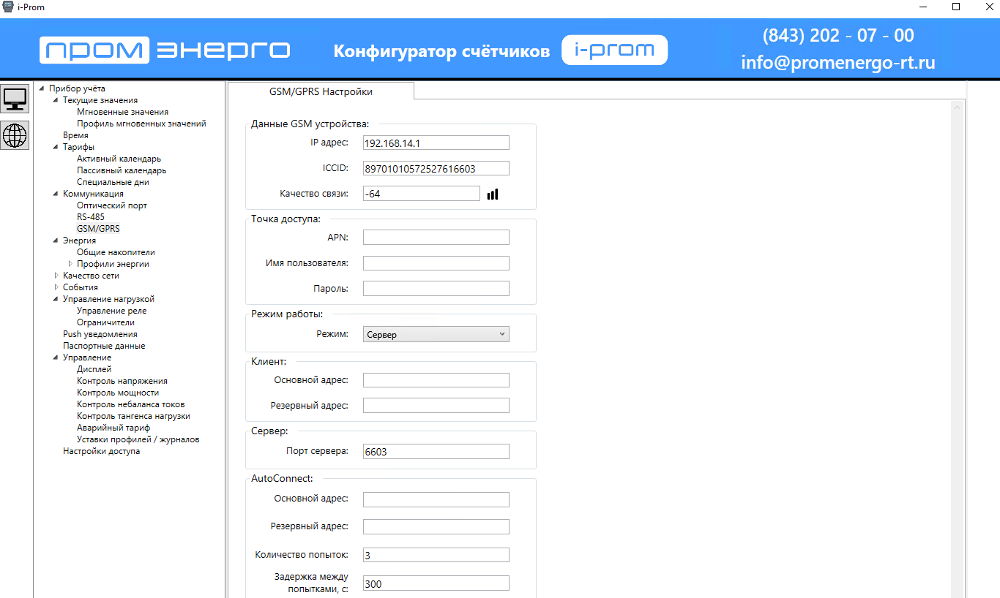 i-Prom
ПРОМ ЭНЕРГО
Конфигуратор счётчиков
i-prom
(843) 202 - 07 - 00
info@promenergo-rt.ru
Прибор учёта
Текущие значения
Мгновенные значения
Профиль мгновенных значений
Время
Тарифы
Активный календарь
Пассивный календарь
Специальные дни
Коммуникация
Оптический порт
RS-485
GSM/GPRS
Энергия
Общие накопители
Профили энергии
Качество сети
События
Управление нагрузкой
Управление реле
Ограничители
Push уведомления
Паспортные данные
Управление
Дисплей
Контроль напряжения
Контроль мощности
Контроль небаланса токов
Контроль тангенса нагрузки
Аварийный тариф
Уставки профилей / журналов
Настройки доступа
GSM/GPRS Настройки
Данные GSM устройства:
IP адрес: 192.168.14.1
ICCID: 89701010572527616603
Качество связи: -64
Точка доступа:
APN:
Имя пользователя:
Пароль:
Режим работы:
Режим: Сервер
Клиент:
Основной адрес:
Резервный адрес:
Сервер:
Порт сервера: 6603
AutoConnect:
Основной адрес:
Резервный адрес:
Количество попыток: 3
Задержка между
попытками, с: 300